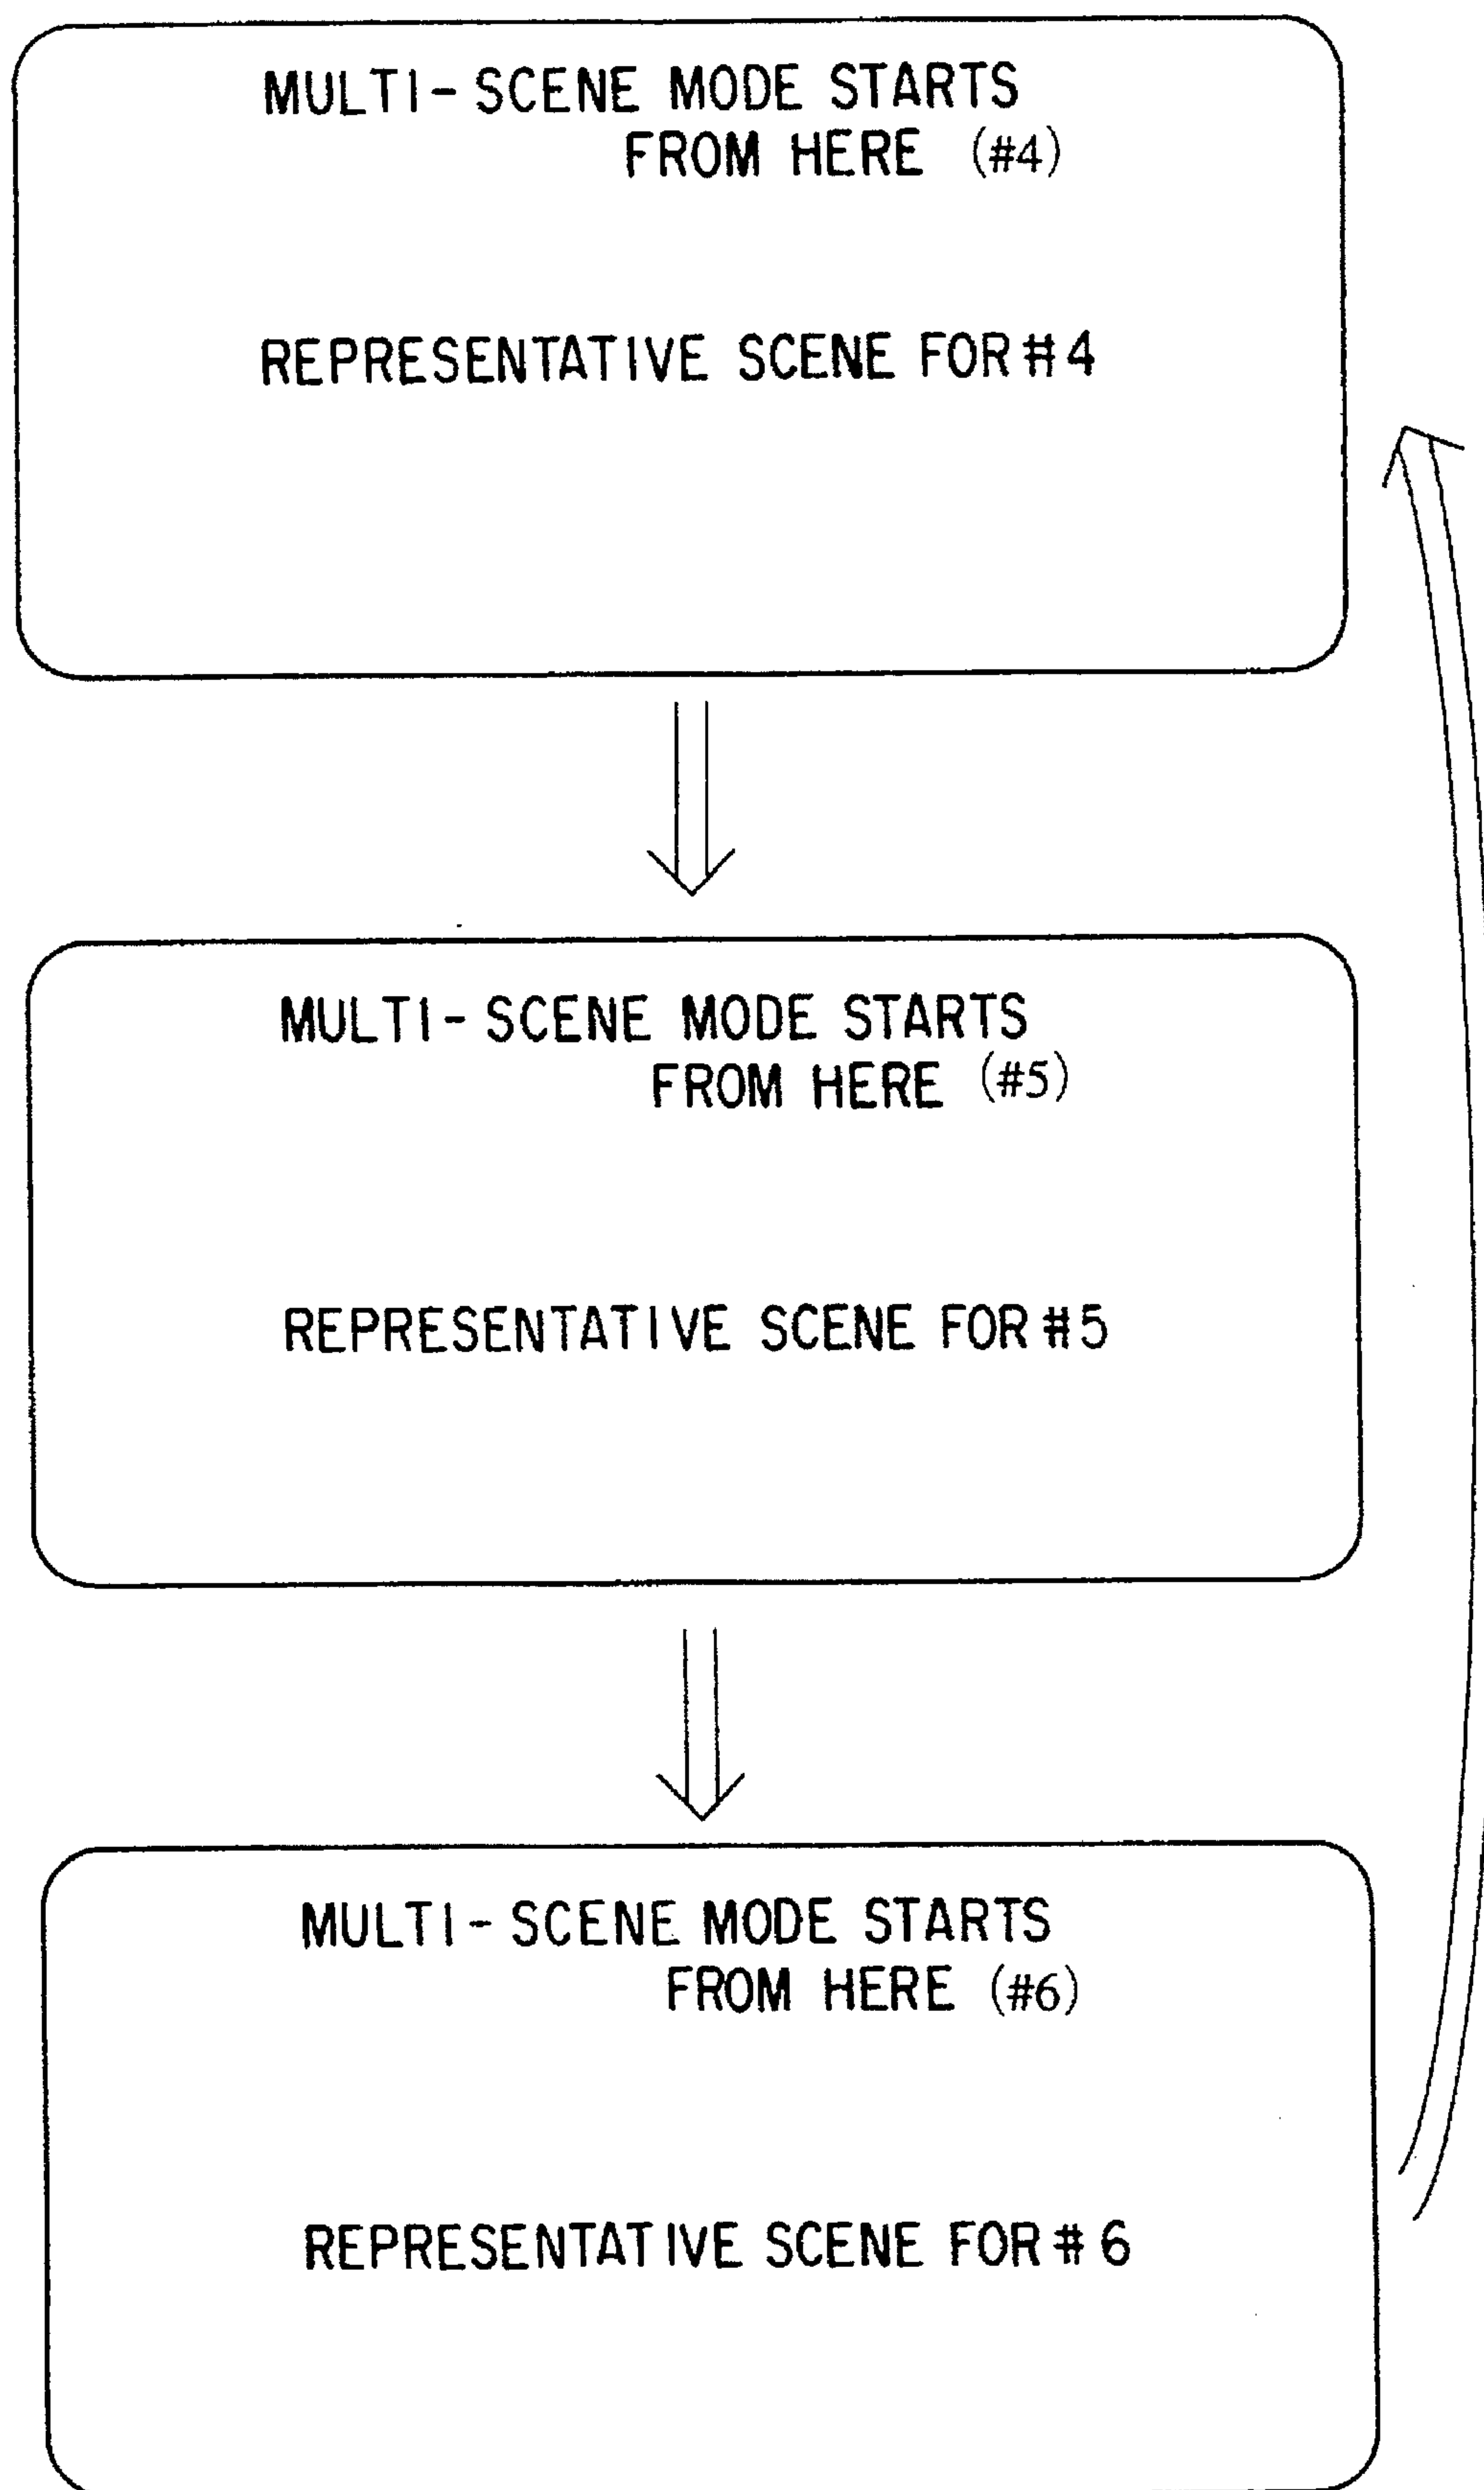 MULTI-SCENE MODE STARTS
FROM HERE (#4)
REPRESENTATIVE SCENE FOR #4
MULTI-SCENE MODE STARTS
FROM HERE (#5)
REPRESENTATIVE SCENE FOR #5
MULTI-SCENE MODE STARTS
FROM HERE (#6)
REPRESENTATIVE SCENE FOR #6